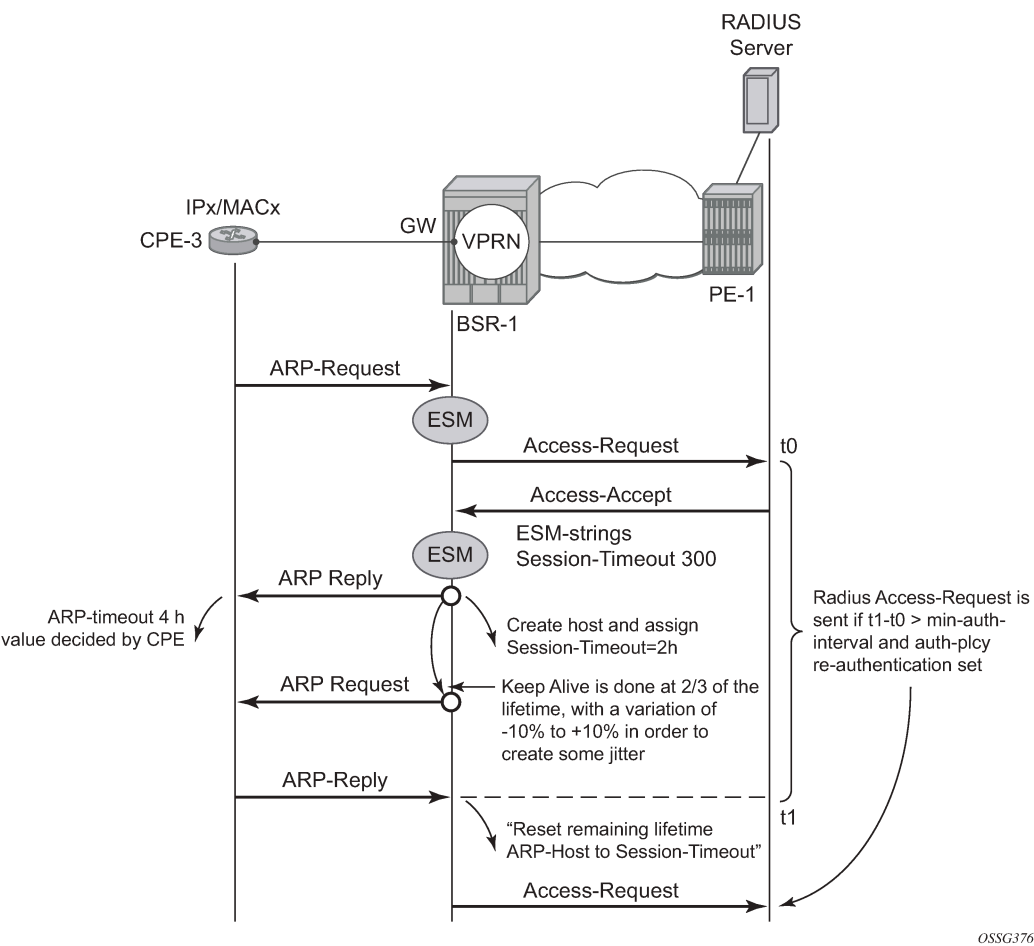 RADIUS
Server
IPx/MACx
CPE-3
GW
VPRN
PE-1
BSR-1
ARP-Request
ESM
Access-Request
t0
Access-Accept
ESM-strings
Session-Timeout 300
ESM
ARP Reply
ARP-timeout 4 h
value decided by CPE
Create host and assign
Session-Timeout=2h
Radius Access-Request is
sent if t1-t0 > min-auth-
interval and auth-plcy
re-authentication set
ARP Request
Keep Alive is done at 2/3 of the
lifetime, with a variation of
-10% to +10% in order to
create some jitter
ARP-Reply
t1
“Reset remaining lifetime
ARP-Host to Session-Timeout”
Access-Request
OSSG376